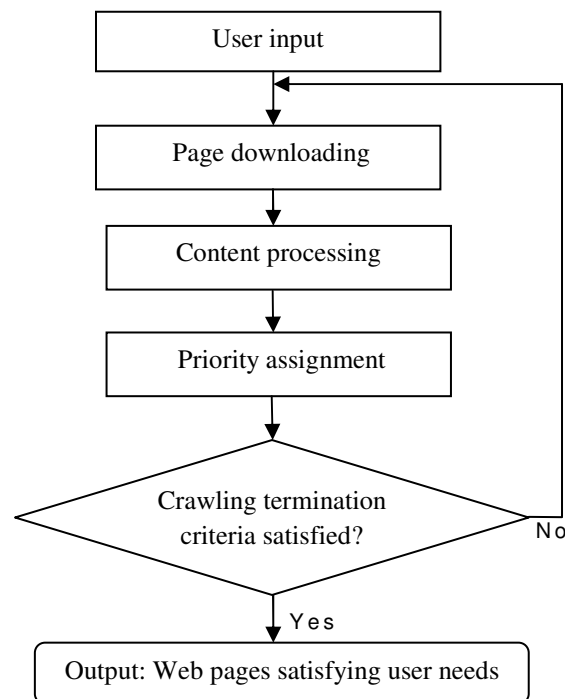 User input
Page downloading
Content processing
Priority assignment
Crawling termination
criteria satisfied?
No
Yes
Output: Web pages satisfying user needs